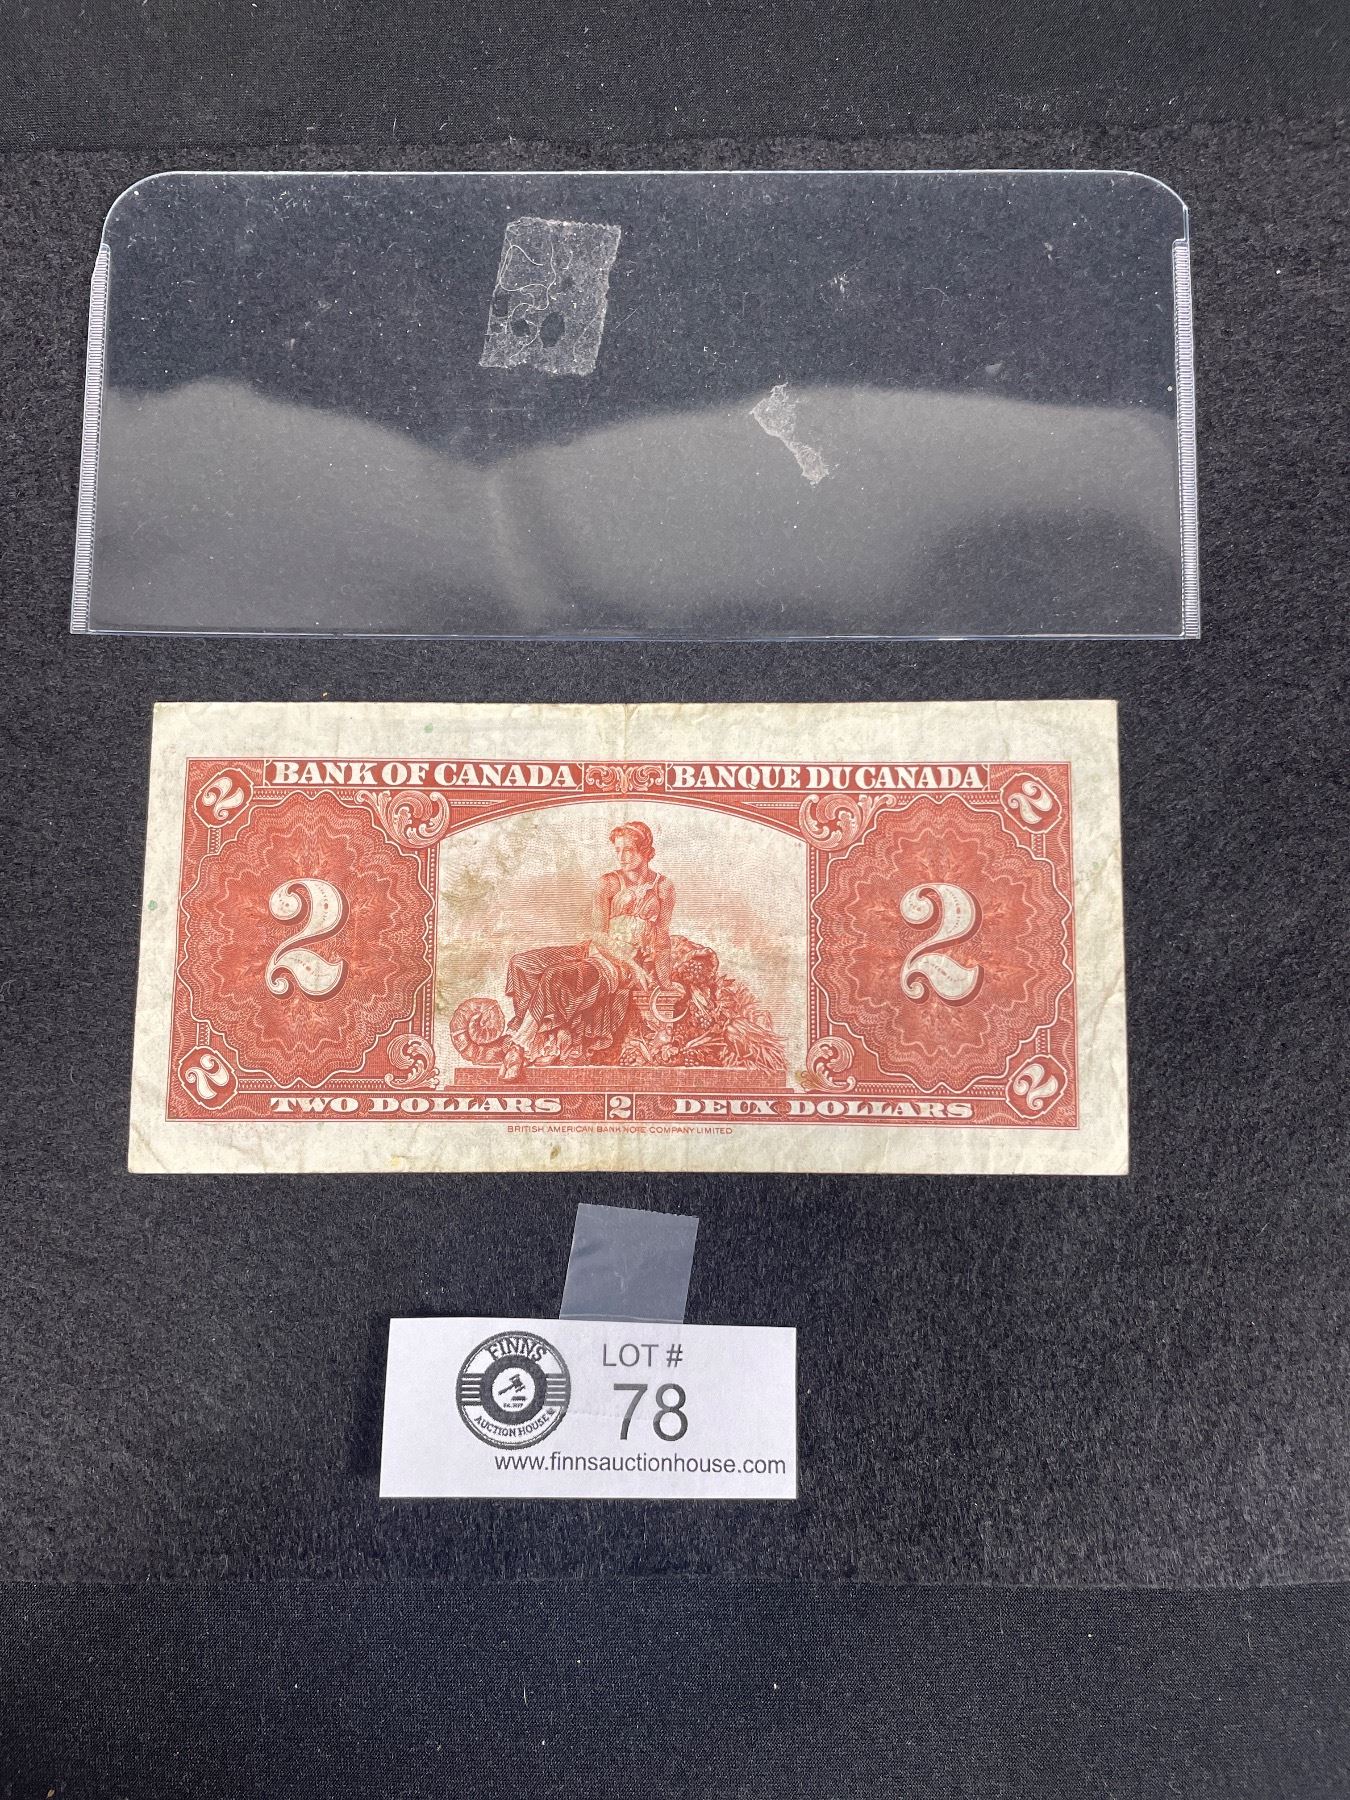 BANK OF CANADA BANQUE DU CANADA
2 2
2 2
2 2
TWO DOLLARS 2 DEUX DOLLARS
BRITISH AMERICAN BANK NOTE COMPANY LIMITED
FINNS
AUCTION HOUSE
LOT #
78
www.finnsauctionhouse.com